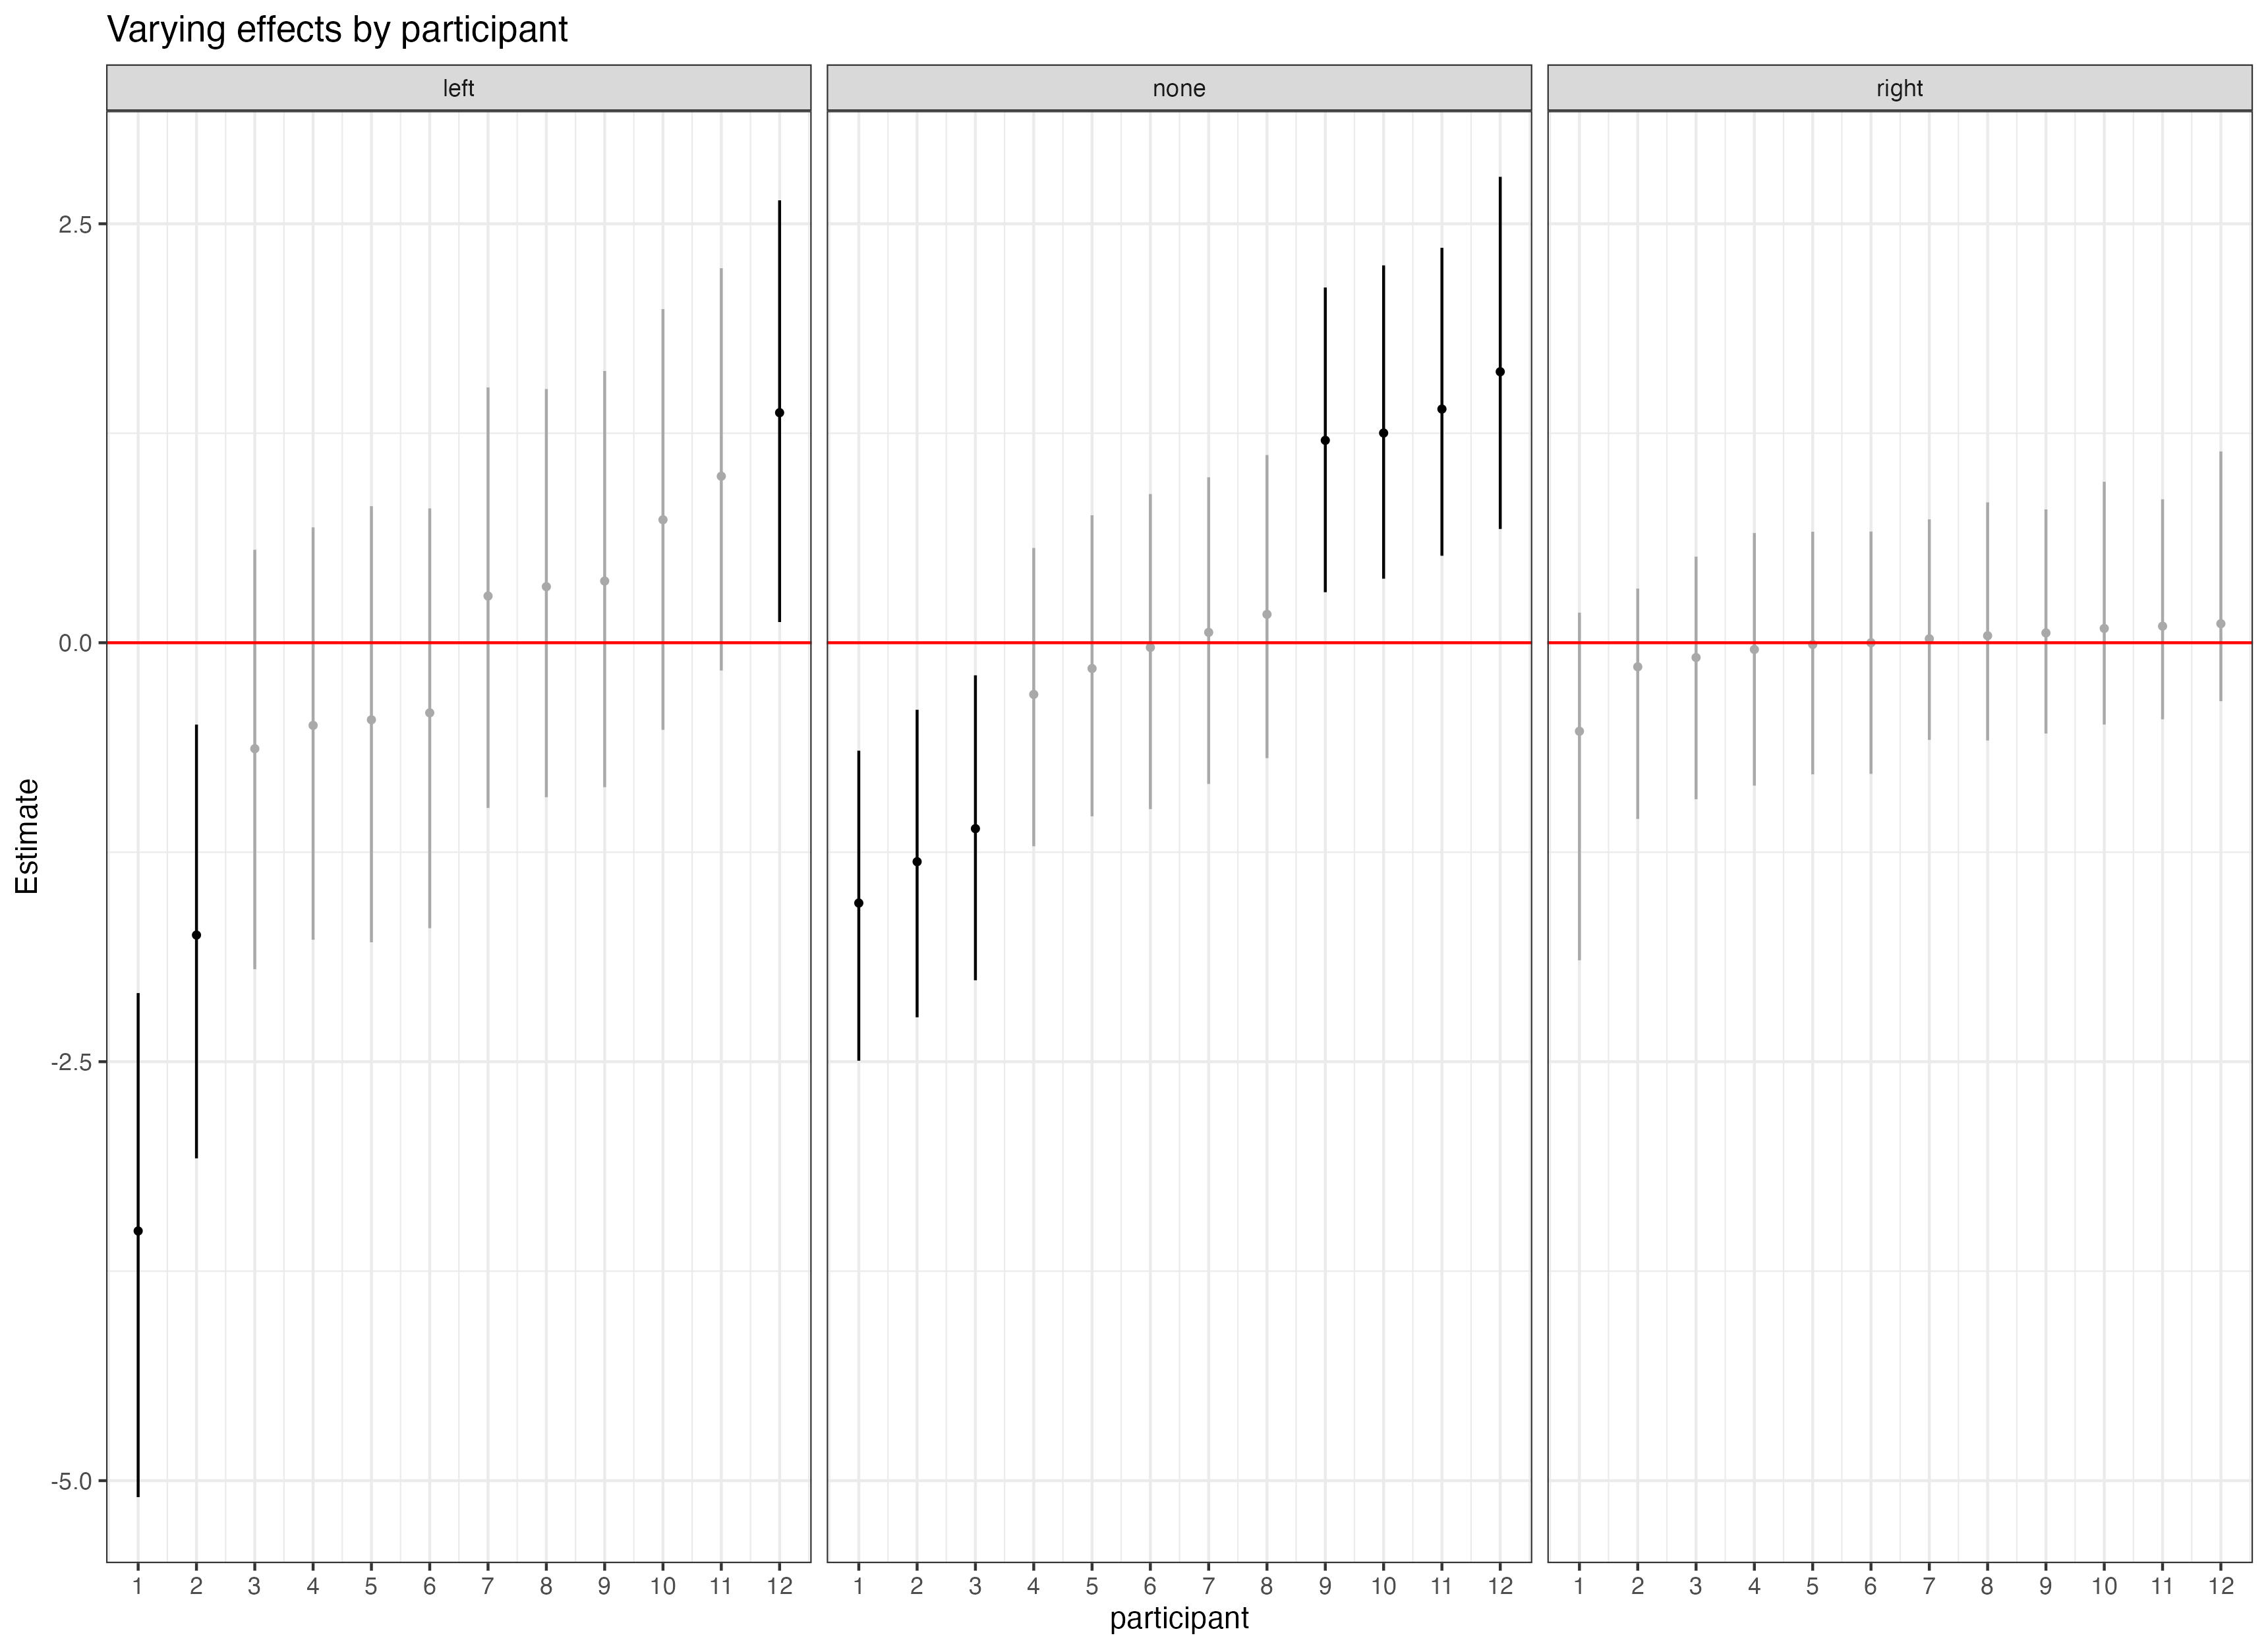 Varying effects by participant
left none right
2.5
0.0
-2.5
-5.0
Estimate
1 2 3 4 5 6 7 8 9 10 11 12 1 2 3 4 5 6 7 8 9 10 11 12 1 2 3 4 5 6 7 8 9 10 11 12
participant